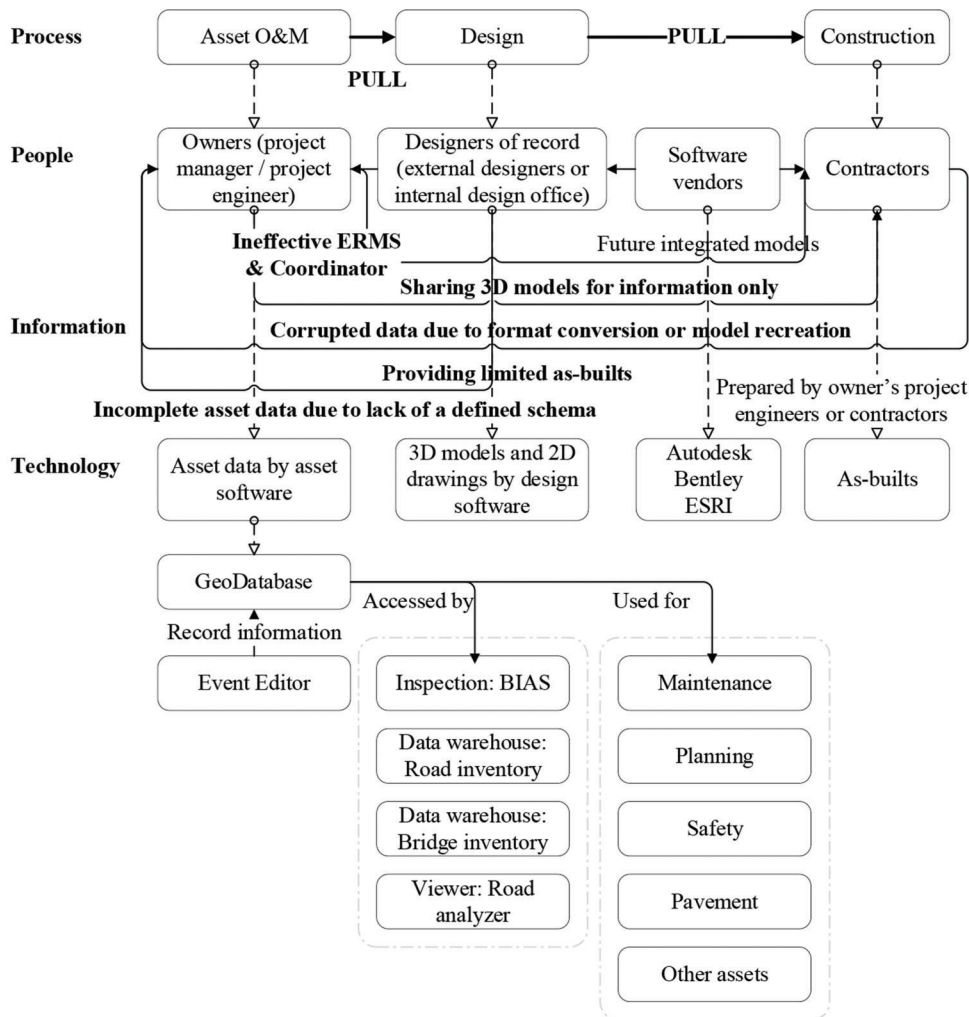 Process
Asset O&M
Design
PULL
Construction
PULL
People
Owners (project
manager / project
engineer)
Designers of record
(external designers or
internal design office)
Software
vendors
Contractors
Ineffective ERMS
& Coordinator
Future integrated models
Sharing 3D models for information only
Information
Corrupted data due to format conversion or model recreation
Providing limited as-builts
Prepared by owner's project
engineers or contractors
Incomplete asset data due to lack of a defined schema
Technology
Asset data by asset
software
3D models and 2D
drawings by design
software
Autodesk
Bentley
ESRI
As-builts
GeoDatabase
Accessed by
Used for
Record information
Event Editor
Inspection: BIAS
Maintenance
Data warehouse:
Road inventory
Planning
Data warehouse:
Bridge inventory
Safety
Viewer: Road
analyzer
Pavement
Other assets